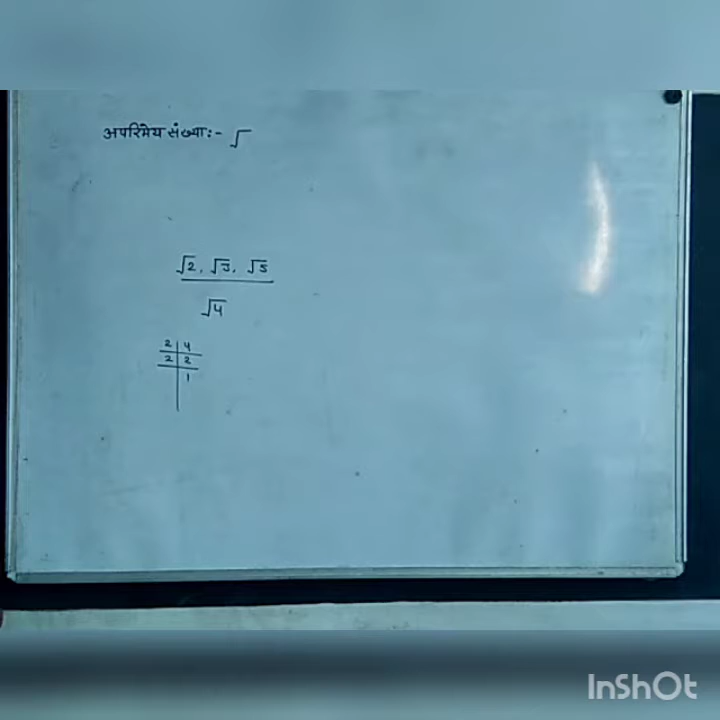 अपरिमेय संख्या:- √
√2, √3, √5
√4
2 | 4
2 | 2
| 1
InShOt